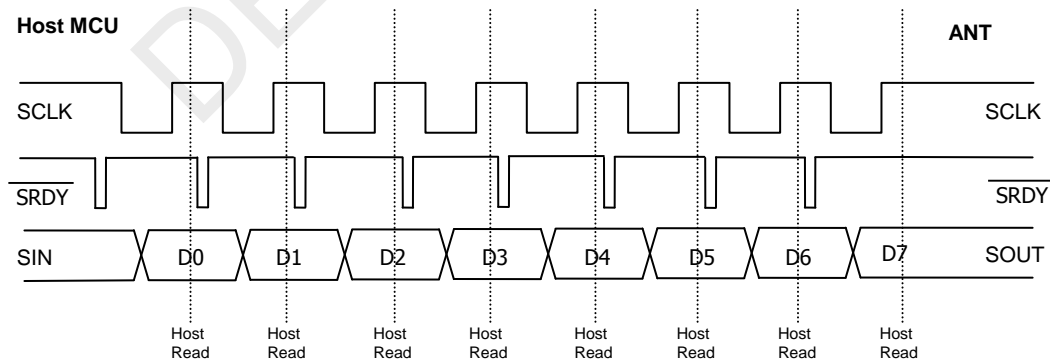 Host MCU
ANT
SCLK
SCLK
SRDY
SRDY
SIN
D0
D1
D2
D3
D4
D5
D6
D7
SOUT
Host
Read
Host
Read
Host
Read
Host
Read
Host
Read
Host
Read
Host
Read
Host
Read